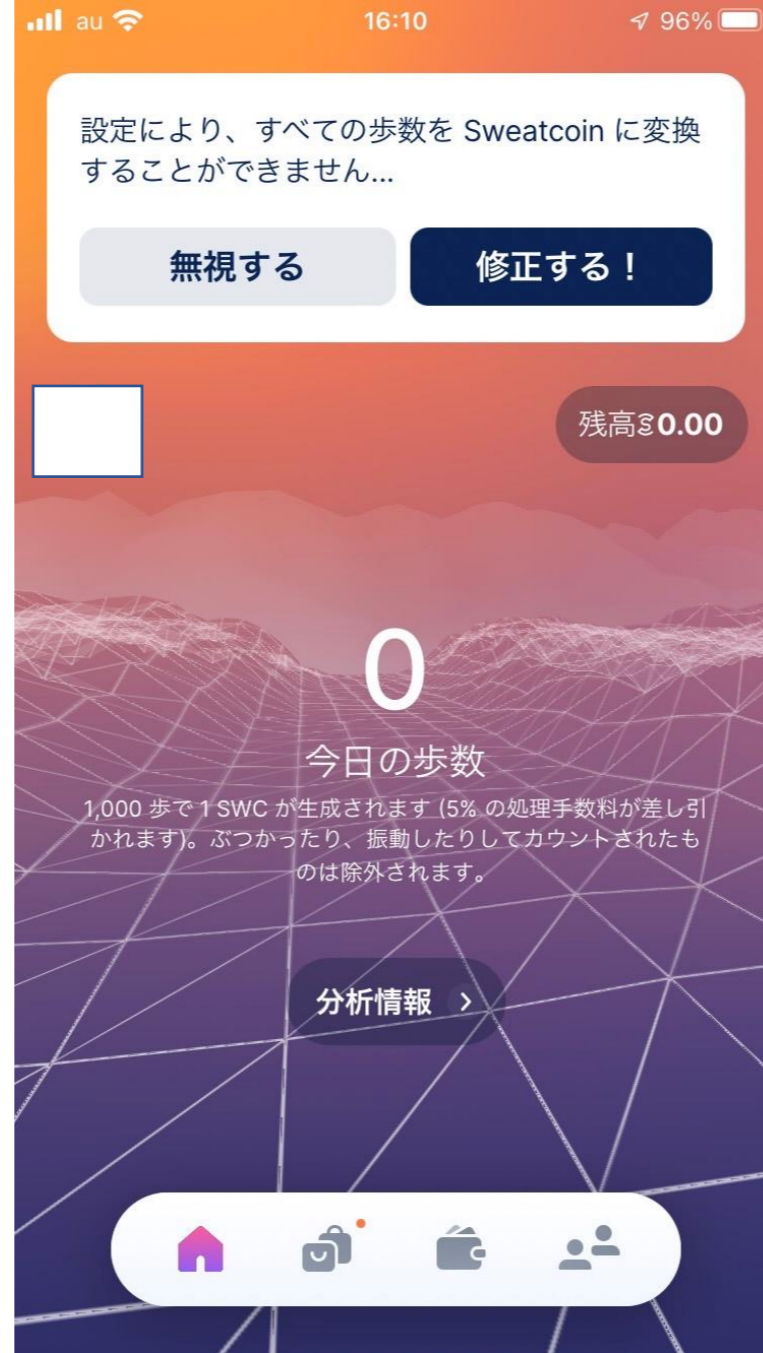 au 16:10 96%
設定により、すべての歩数を Sweatcoin に変換
することができません...
無視する 修正する！
残高 0.00
0
今日の歩数
1,000 歩で 1 SWC が生成されます (5% の処理手数料が差し引
かれます)。ぶつかったり、振動したりしてカウントされたも
のは除外されます。
分析情報 >